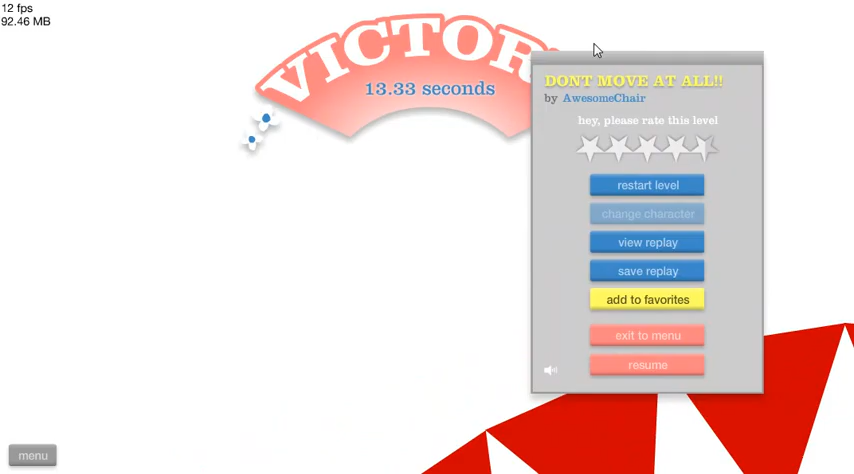 12 fps
92.46 MB
VICTOR
13.33 seconds
DONT MOVE AT ALL!!
by AwesomeChair
hey, please rate this level
restart level
change character
view replay
save replay
add to favorites
exit to menu
resume
menu